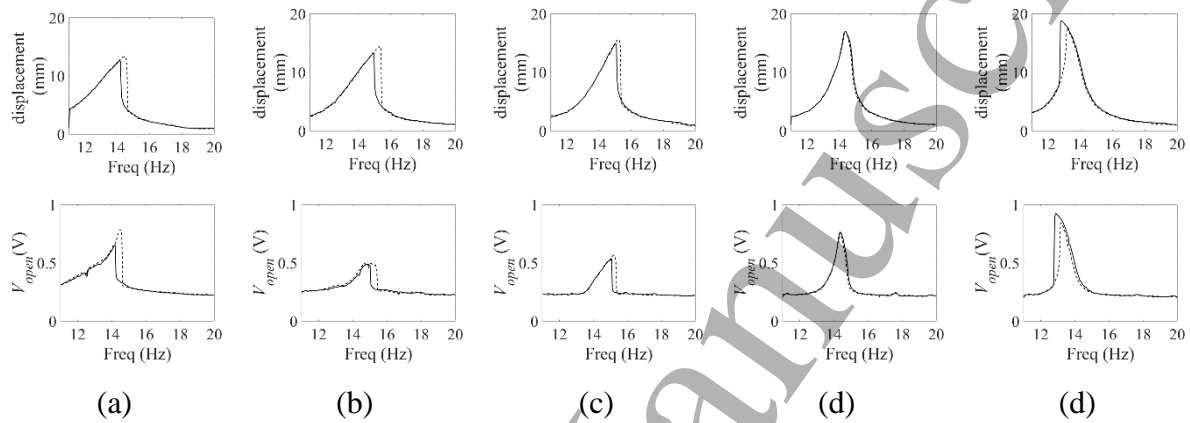 20 10 0 displacement (mm) 12 14 16 18 20 Freq (Hz)
20 10 0 displacement (mm) 12 14 16 18 20 Freq (Hz)
20 10 0 displacement (mm) 12 14 16 18 20 Freq (Hz)
20 10 0 displacement (mm) 12 14 16 18 20 Freq (Hz)
20 10 0 displacement (mm) 12 14 16 18 20 Freq (Hz)
1 0.5 0 Vopen(V) 12 14 16 18 20 Freq (Hz)
1 0.5 0 Vopen(V) 12 14 16 18 20 Freq (Hz)
1 0.5 0 Vopen(V) 12 14 16 18 20 Freq (Hz)
1 0.5 0 Vopen(V) 12 14 16 18 20 Freq (Hz)
1 0.5 0 Vopen(V) 12 14 16 18 20 Freq (Hz)
(a) (b) (c) (d) (d)
anusc